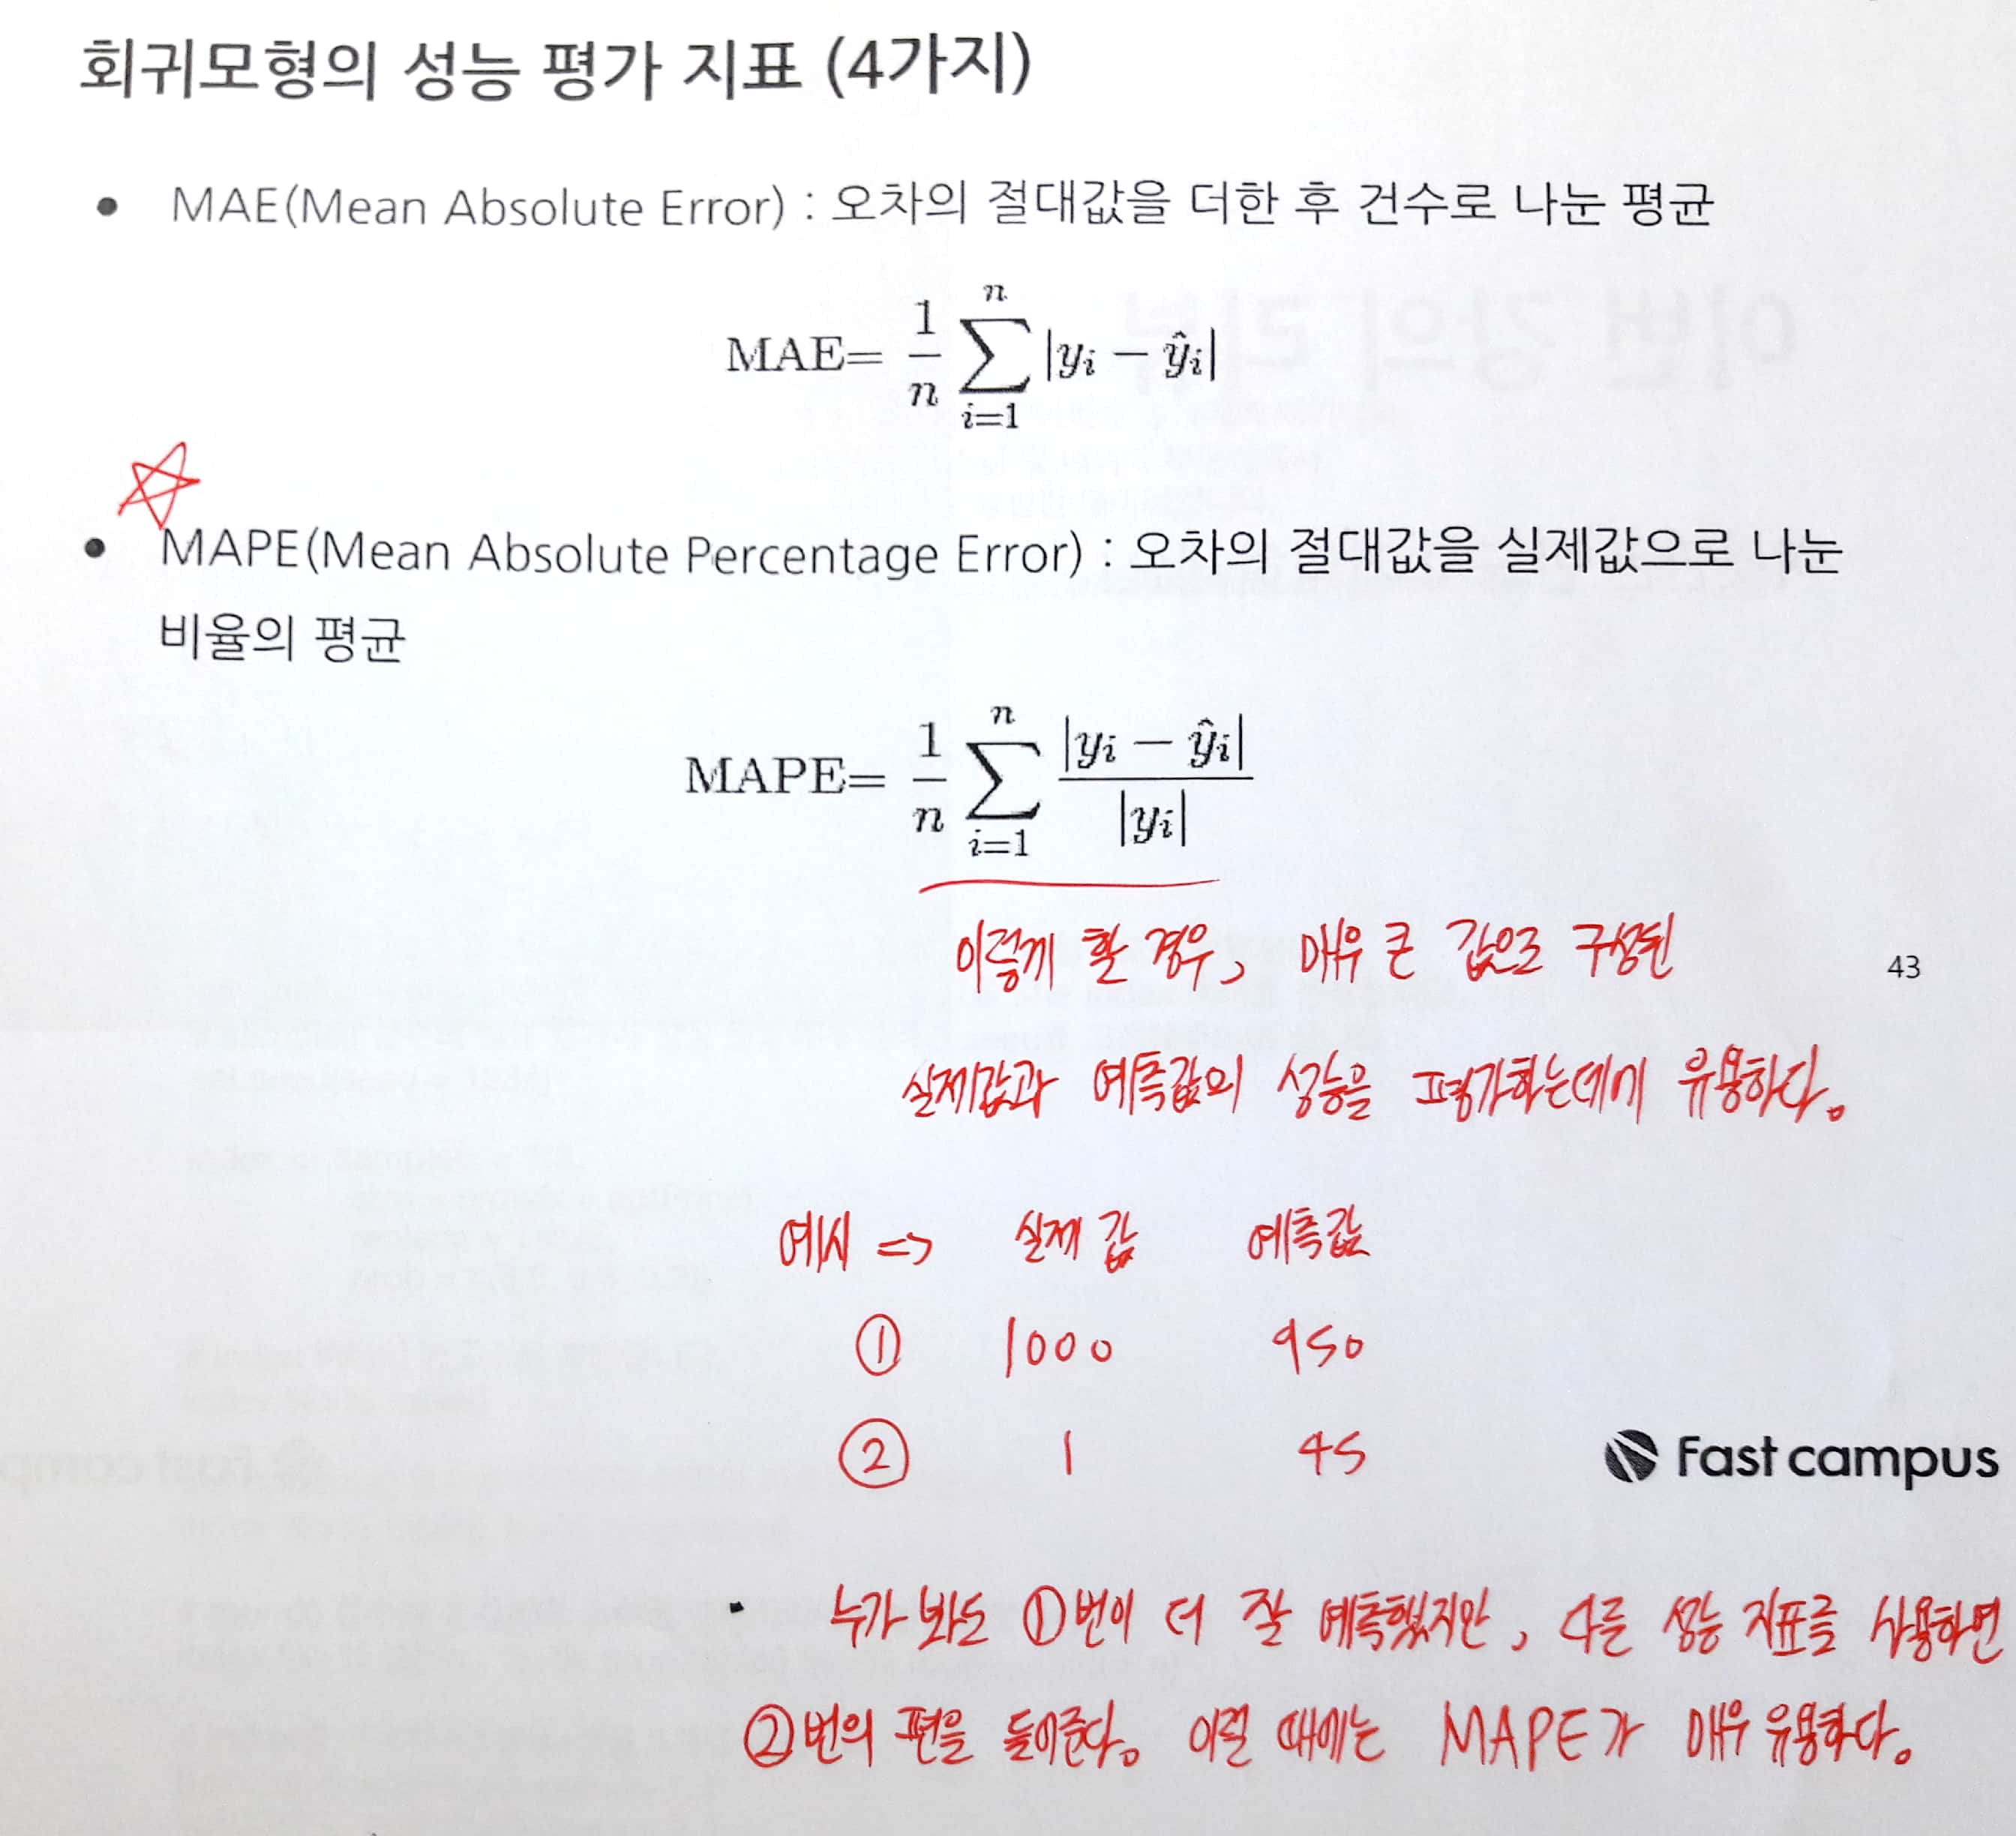 회귀모형의 성능 평가 지표 (4가지)
• MAE(Mean Absolute Error) : 오차의 절대값을 더한 후 건수로 나눈 평균
MAE= \frac{1}{n} \sum_{i=1}^{n} |y_i − ŷ_i|
• MAPE(Mean Absolute Percentage Error) : 오차의 절대값을 실제값으로 나눈
비율의 평균
MAPE= \frac{1}{n} \sum_{i=1}^{n} \frac{|y_i − ŷ_i|}{|y_i|}
이렇게 할 경우, 매우 큰 값으로 구성된
43
실제값과 예측값의 성능을 평가하는데에 유용하다.
예시 => 실제 값 예측값
① 1000 950
② 1 45
Fast campus
· 누가 봐도 ①번이 더 잘 예측했지만, 다른 성능 지표를 사용하면
②번의 편을 들어준다. 이럴 때에는 MAPE가 매우 유용하다.